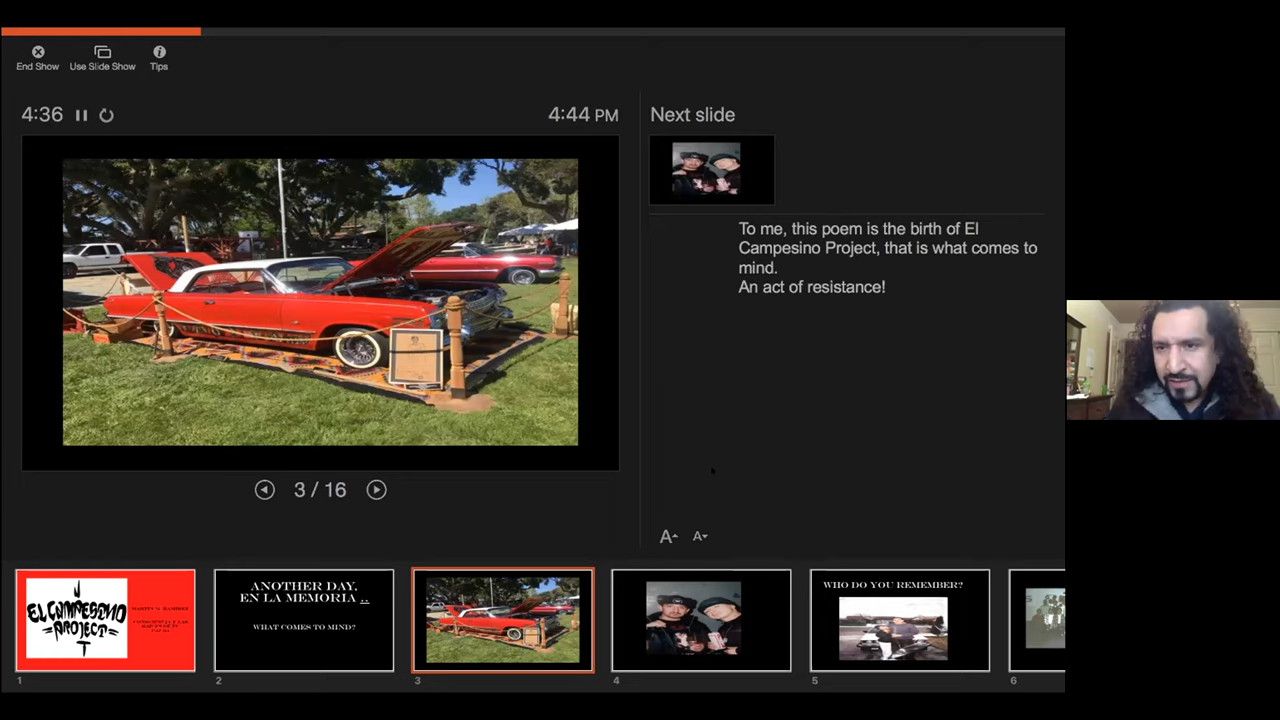 End Show
Use Slide Show
Tips
4:36
4:44 PM
Next slide
To me, this poem is the birth of El
Campesino Project, that is what comes to
mind.
An act of resistance!
3 / 16
A
A
EL CAMPESINO
PROJECT
ANOTHER DAY,
EN LA MEMORIA ..
WHAT COMES TO MIND?
WHO DO YOU REMEMBER?
1
2
3
4
5
6